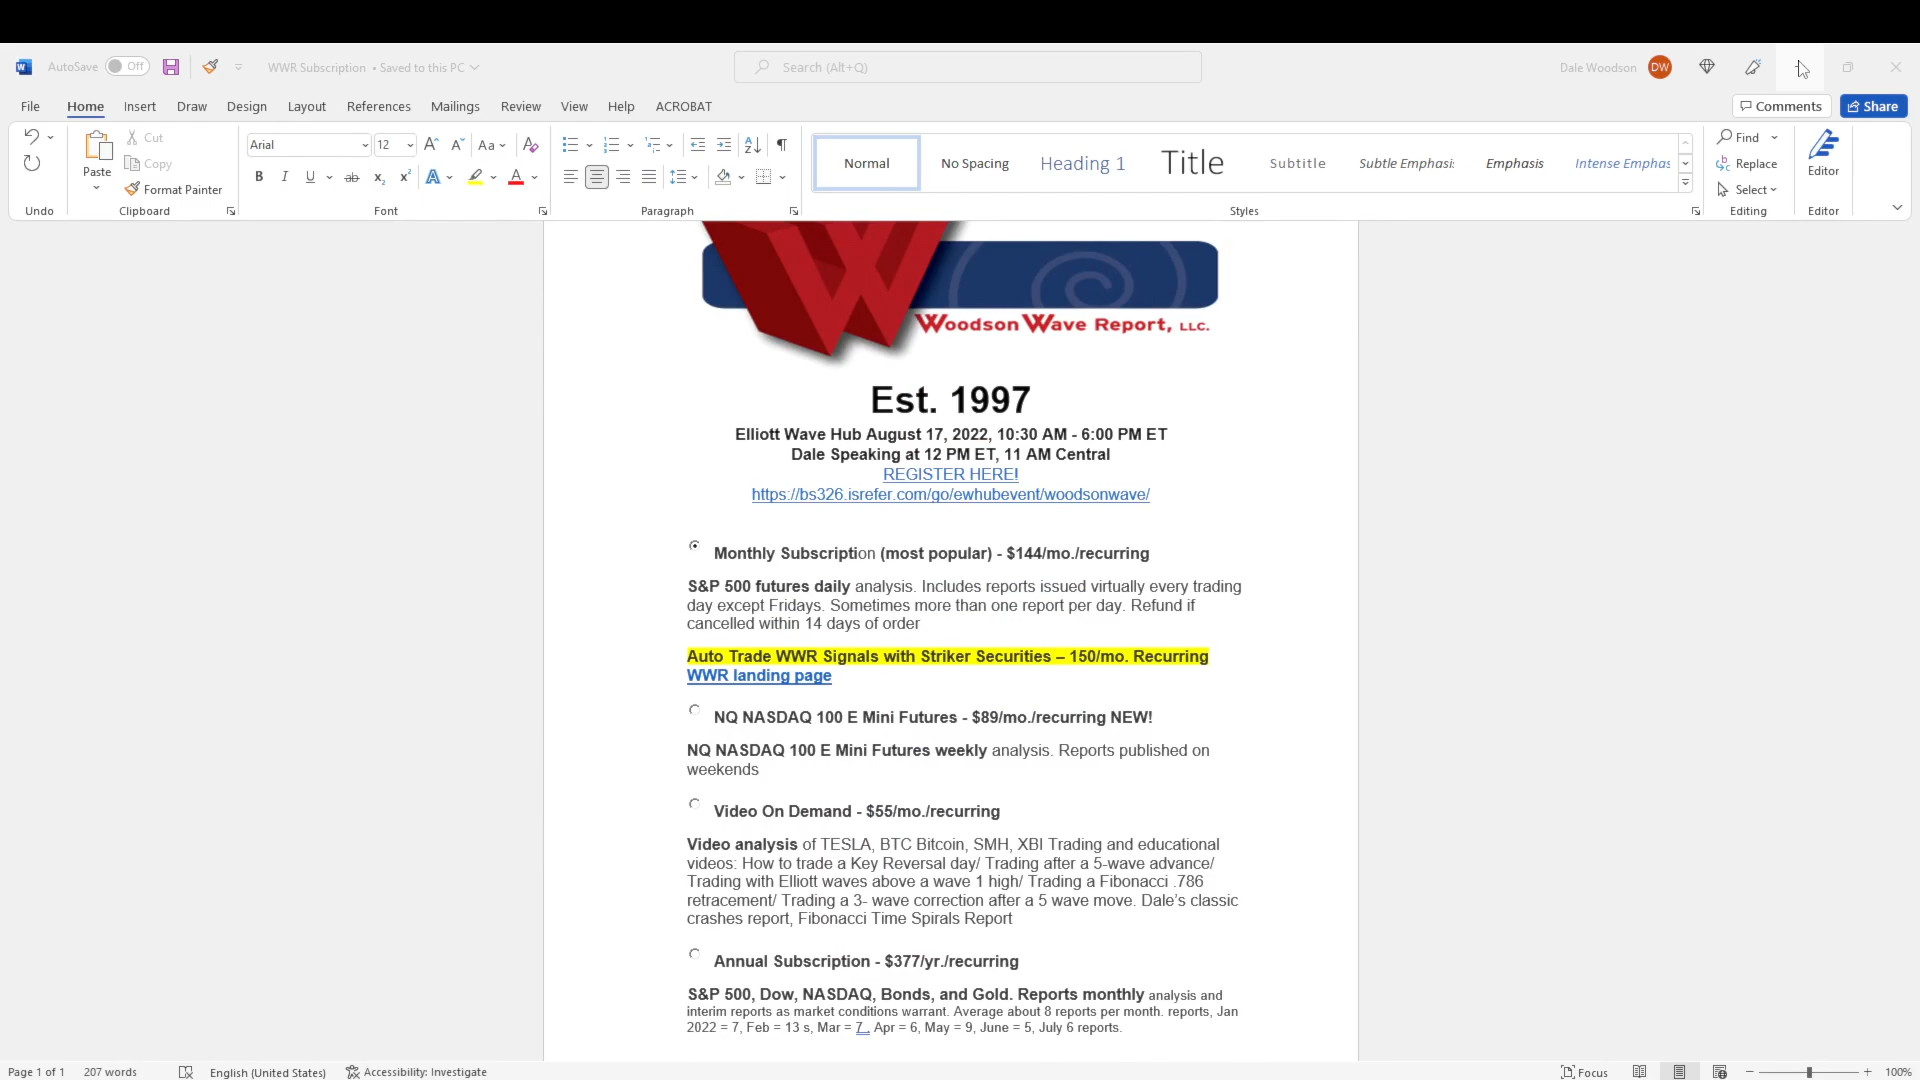 AutoSave Off WWR Subscription • Saved to this PC Search (Alt+Q) Dale Woodson DW
File Home Insert Draw Design Layout References Mailings Review View Help ACROBAT Comments Share
Paste Cut Copy Format Painter
Arial 12 Aa
Normal No Spacing Heading 1 Title Subtitle Subtle Emphasi Emphasis Intense Emphas
Find Replace Select Editor
Undo Clipboard Font Paragraph Styles Editing Editor
Woodson Wave Report, LLC.
Est. 1997
Elliott Wave Hub August 17, 2022, 10:30 AM - 6:00 PM ET
Dale Speaking at 12 PM ET, 11 AM Central
REGISTER HERE!
https://bs326.isrefer.com/go/ewhubevent/woodsonwave/
Monthly Subscription (most popular) - $144/mo./recurring
S&P 500 futures daily analysis. Includes reports issued virtually every trading
day except Fridays. Sometimes more than one report per day. Refund if
cancelled within 14 days of order
Auto Trade WWR Signals with Striker Securities – 150/mo. Recurring
WWR landing page
NQ NASDAQ 100 E Mini Futures - $89/mo./recurring NEW!
NQ NASDAQ 100 E Mini Futures weekly analysis. Reports published on
weekends
Video On Demand - $55/mo./recurring
Video analysis of TESLA, BTC Bitcoin, SMH, XBI Trading and educational
videos: How to trade a Key Reversal day/ Trading after a 5-wave advance/
Trading with Elliott waves above a wave 1 high/ Trading a Fibonacci .786
retracement/ Trading a 3- wave correction after a 5 wave move. Dale's classic
crashes report, Fibonacci Time Spirals Report
Annual Subscription - $377/yr./recurring
S&P 500, Dow, NASDAQ, Bonds, and Gold. Reports monthly analysis and
interim reports as market conditions warrant. Average about 8 reports per month. reports, Jan
2022 = 7, Feb = 13 s, Mar = 7 , Apr = 6, May = 9, June = 5, July 6 reports.
Page 1 of 1 207 words English (United States) Accessibility: Investigate Focus 100%